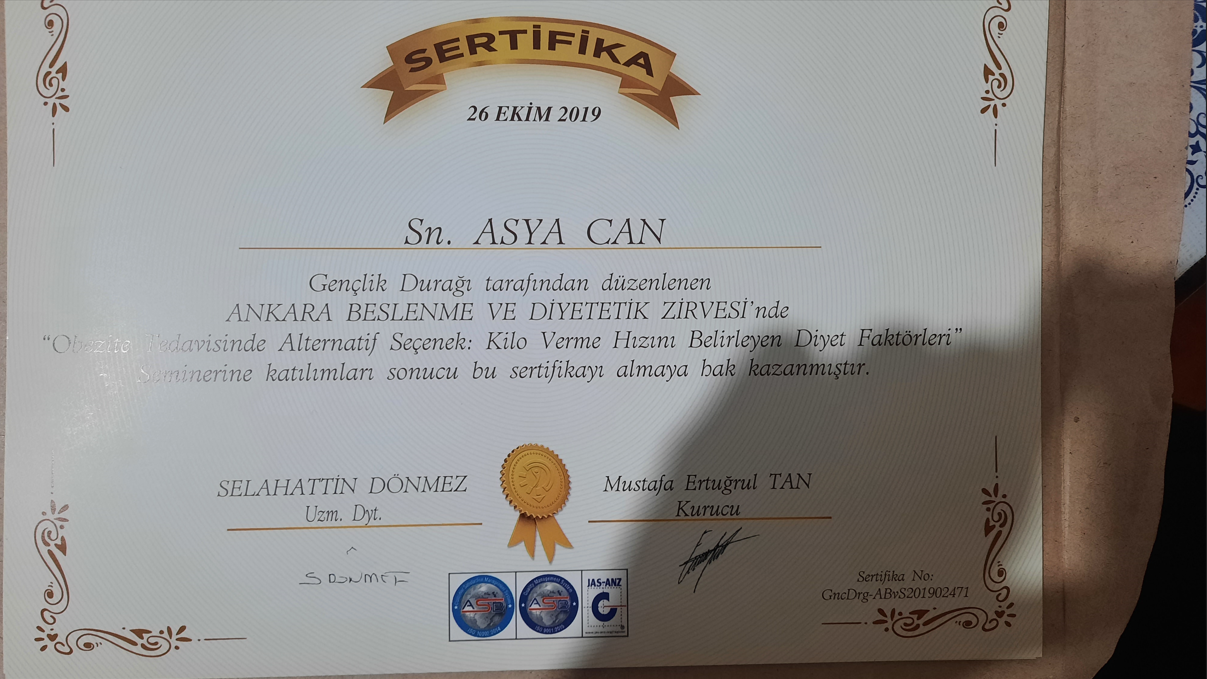 SERTİFİKA
26 EKİM 2019
Sn. ASYA CAN
Gençlik Durağı tarafından düzenlenen
ANKARA BESLENME VE DİYETETİK ZİRVESİ'nde
“Obezite Tedavisinde Alternatif Seçenek: Kilo Verme Hızını Belirleyen Diyet Faktörleri”
Seminerine katılımları sonucu bu sertifikayı almaya hak kazanmıştır.
SELAHATTİN DÖNMEZ
Uzm. Dyt.
Mustafa Ertuğrul TAN
Kurucu
S DONMEZ
JAS-ANZ
Sertifika No:
GncDrg-ABvS201902471